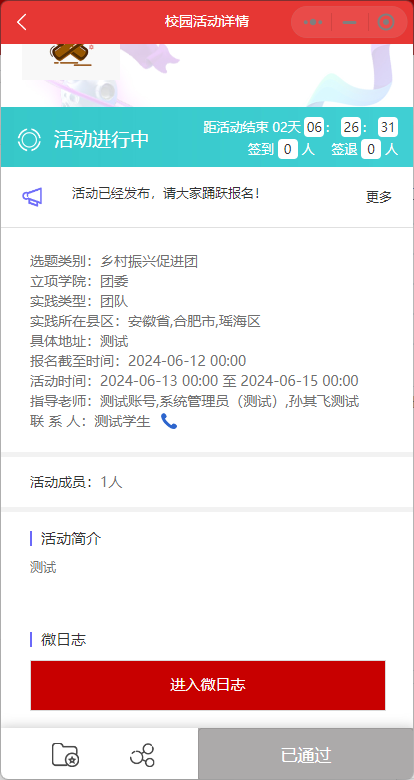 校园活动详情
活动进行中
距活动结束 02天 06 : 26 : 31
签到 0 人 签退 0 人
活动已经发布，请大家踊跃报名！
更多
选题类别：乡村振兴促进团
立项学院：团委
实践类型：团队
实践所在县区：安徽省,合肥市,瑶海区
具体地址：测试
报名截至时间：2024-06-12 00:00
活动时间：2024-06-13 00:00 至 2024-06-15 00:00
指导老师：测试账号,系统管理员（测试）,孙其飞测试
联 系 人：测试学生
活动成员：1人
活动简介
测试
微日志
进入微日志
已通过